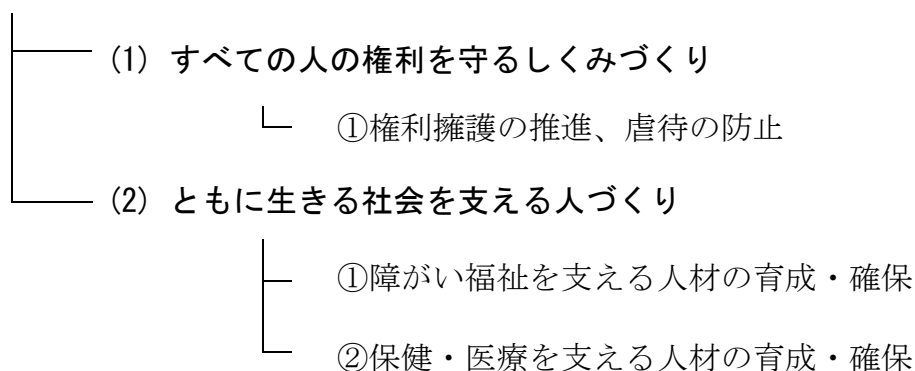 (1) すべての人の権利を守るしくみづくり
①権利擁護の推進、虐待の防止
(2) ともに生きる社会を支える人づくり
①障がい福祉を支える人材の育成・確保
②保健・医療を支える人材の育成・確保